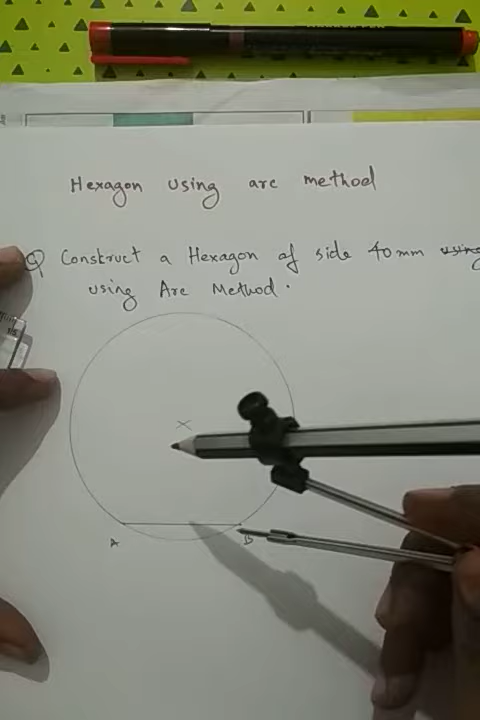 Hexagon using arc method
Q Construct a Hexagon of side 40mm using
using Arc Method.
A
B